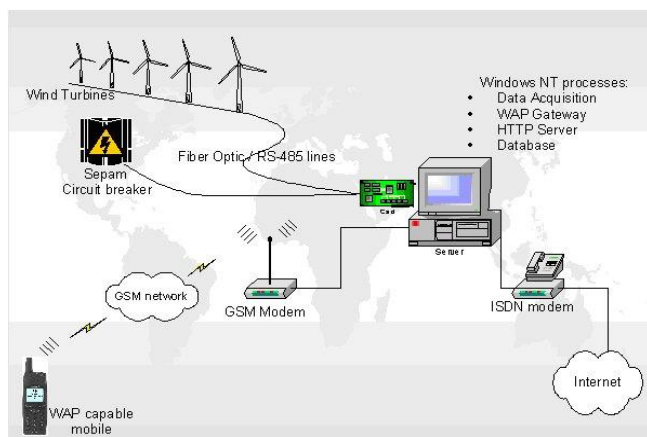 Wind Turbines
Windows NT processes:
• Data Acquisition
• WAP Gateway
• HTTP Server
• Database
Fiber Optic / RS-485 lines
Sepam
Circuit breaker
Card
Server
GSM network
GSM Modem
ISDN modem
Internet
WAP capable
mobile